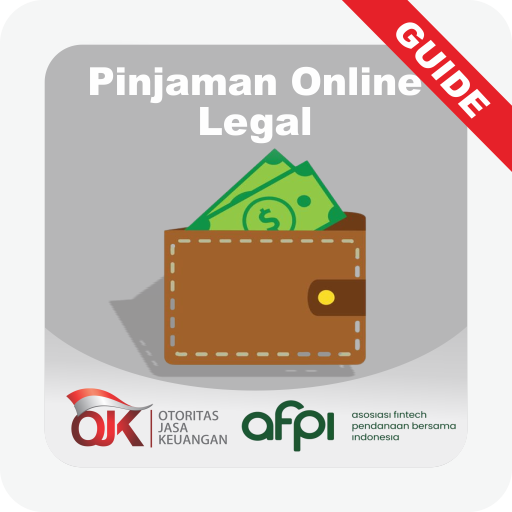 GUIDE
Pinjaman Online
Legal
$
OJK
OTORITAS
JASA
KEUANGAN
afpi
asosiasi fintech
pendanaan bersama
indonesia